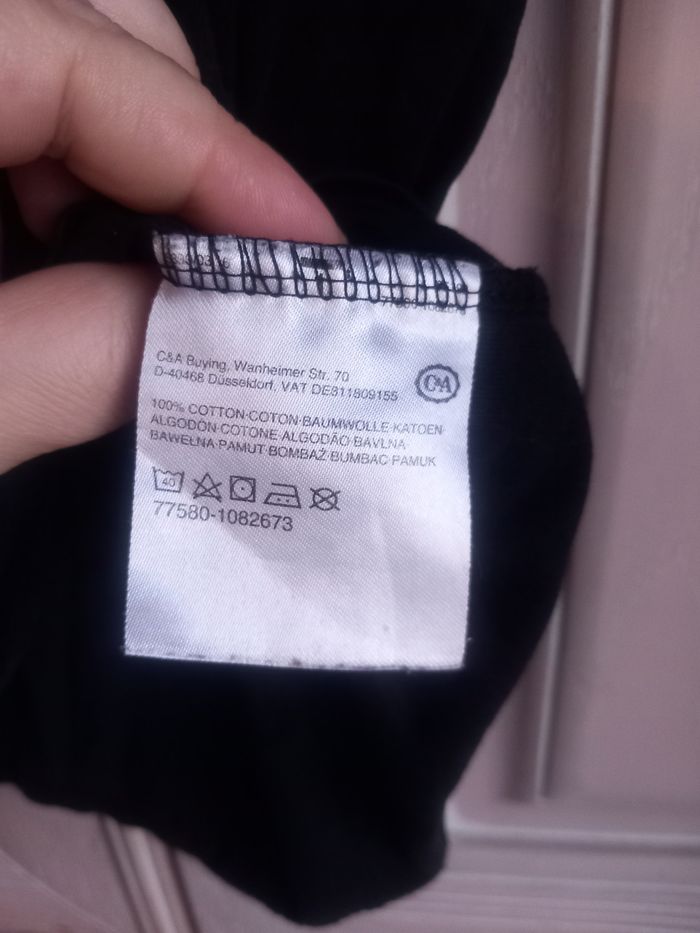 C&A Buying, Wanheimer Str. 70
D-40468 Düsseldorf. VAT DE811809155
C&A
100% COTTON·COTON·BAUMWOLLE·KATOEN·
ALGODÓN·COTONE·ALGODÃO·BAVLNA·
BAWEŁNA·PAMUT·BOMBAŽ·BUMBAC·PAMUK
40
77580-1082673